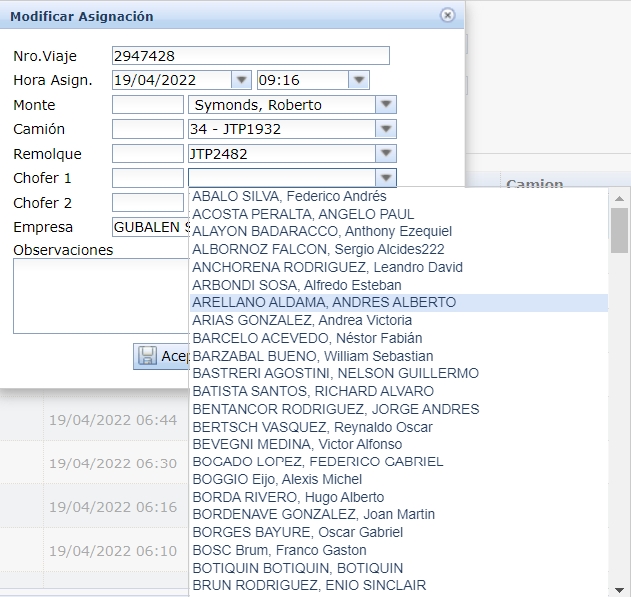 Modificar Asignación
Nro.Viaje 2947428
Hora Asign. 19/04/2022 09:16
Monte Symonds, Roberto
Camión 34 - JTP1932
Remolque JTP2482
Chofer 1
Camion
Chofer 2
Empresa GUBALEN S
Observaciones
ABALO SILVA, Federico Andrés
ACOSTA PERALTA, ANGELO PAUL
ALAYON BADARACCO, Anthony Ezequiel
ALBORNOZ FALCON, Sergio Alcides222
ANCHORENA RODRIGUEZ, Leandro David
ARBONDI SOSA, Alfredo Esteban
ARELLANO ALDAMA, ANDRES ALBERTO
ARIAS GONZALEZ, Andrea Victoria
BARCELO ACEVEDO, Néstor Fabián
BARZABAL BUENO, William Sebastian
BASTRERI AGOSTINI, NELSON GUILLERMO
BATISTA SANTOS, RICHARD ALVARO
BENTANCOR RODRIGUEZ, JORGE ANDRES
BERTSCH VASQUEZ, Reynaldo Oscar
BEVEGNI MEDINA, Victor Alfonso
BOCADO LOPEZ, FEDERICO GABRIEL
BOGGIO Eijo, Alexis Michel
BORDA RIVERO, Hugo Alberto
BORDENAVE GONZALEZ, Joan Martin
BORGES BAYURE, Oscar Gabriel
BOSC Brum, Franco Gaston
BOTIQUIN BOTIQUIN, BOTIQUIN
BRUN RODRIGUEZ, ENIO SINCLAIR
Acep
19/04/2022 06:44
19/04/2022 06:30
19/04/2022 06:16
19/04/2022 06:10